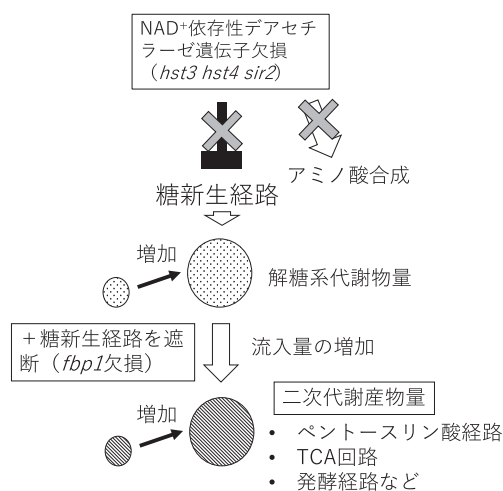 NAD⁺依存性デアセチ
ラーゼ遺伝子欠損
（hst3 hst4 sir2）
アミノ酸合成
糖新生経路
増加
解糖系代謝物量
＋糖新生経路を遮
断（fbp1欠損）
流入量の増加
二次代謝産物量
増加
• ペントースリン酸経路
• TCA回路
• 発酵経路など